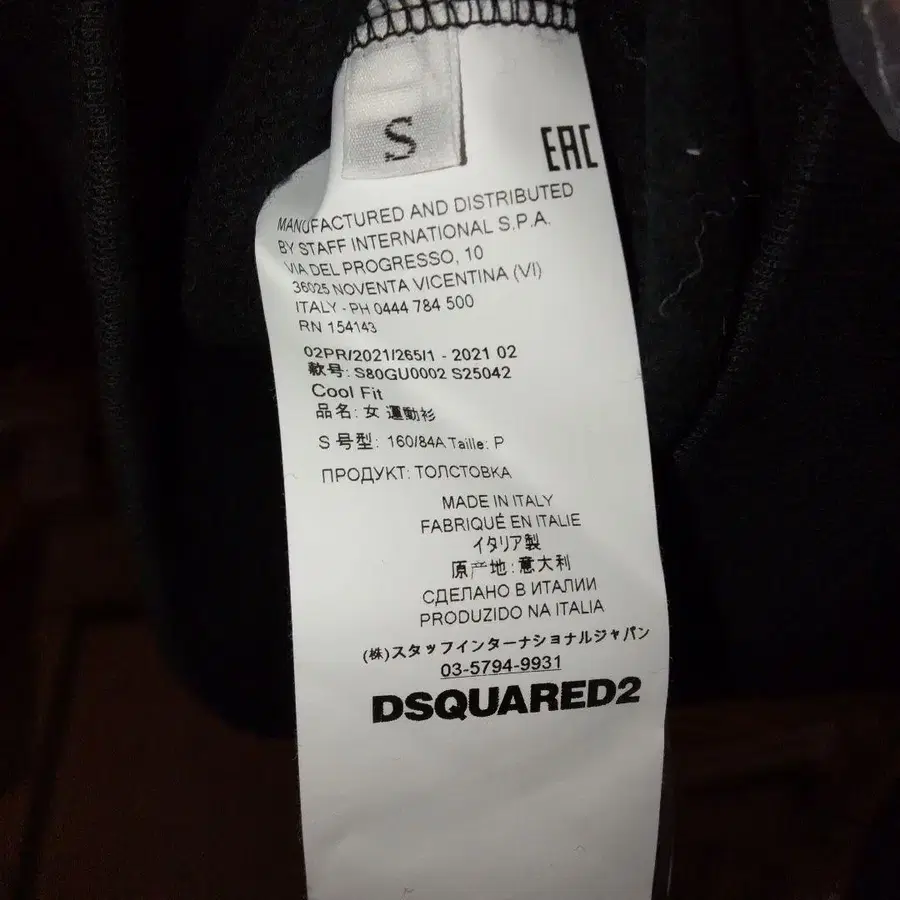 S
EAC
MANUFACTURED AND DISTRIBUTED
BY STAFF INTERNATIONAL S.P.A.
VIA DEL PROGRESSO, 10
36025 NOVENTA VICENTINA (VI)
ITALY - PH 0444 784 500
RN 154143
02PR/2021/265/1 - 2021 02
款号: S80GU0002 S25042
Cool Fit
品名: 女 運動衫
S 号型: 160/84A Taille: P
ПРОДУКТ: ТОЛСТОВКА
MADE IN ITALY
FABRIQUÉ EN ITALIE
イタリア製
原产地: 意大利
СДЕЛАНО В ИТАЛИИ
PRODUZIDO NA ITALIA
(株)スタッフインターナショナルジャパン
03-5794-9931
DSQUARED2